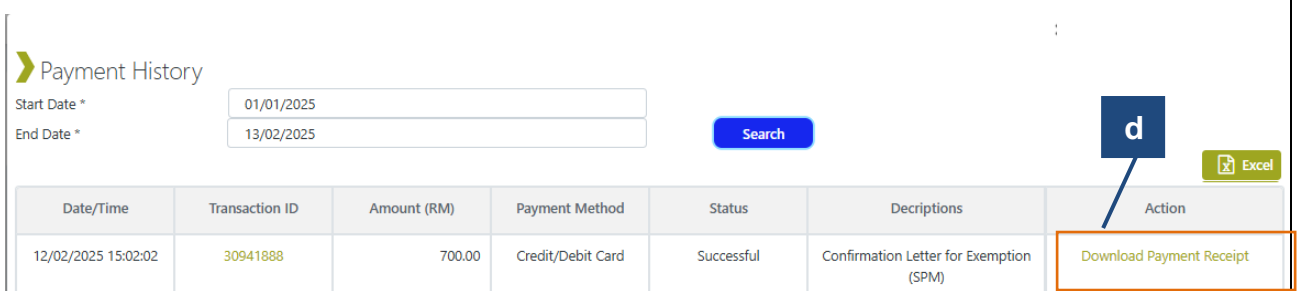 Payment History
Start Date *
01/01/2025
End Date *
13/02/2025
Search
d
Excel
Date/Time Transaction ID Amount (RM) Payment Method Status Decriptions Action
12/02/2025 15:02:02 30941888 700.00 Credit/Debit Card Successful Confirmation Letter for Exemption Download Payment Receipt
(SPM)